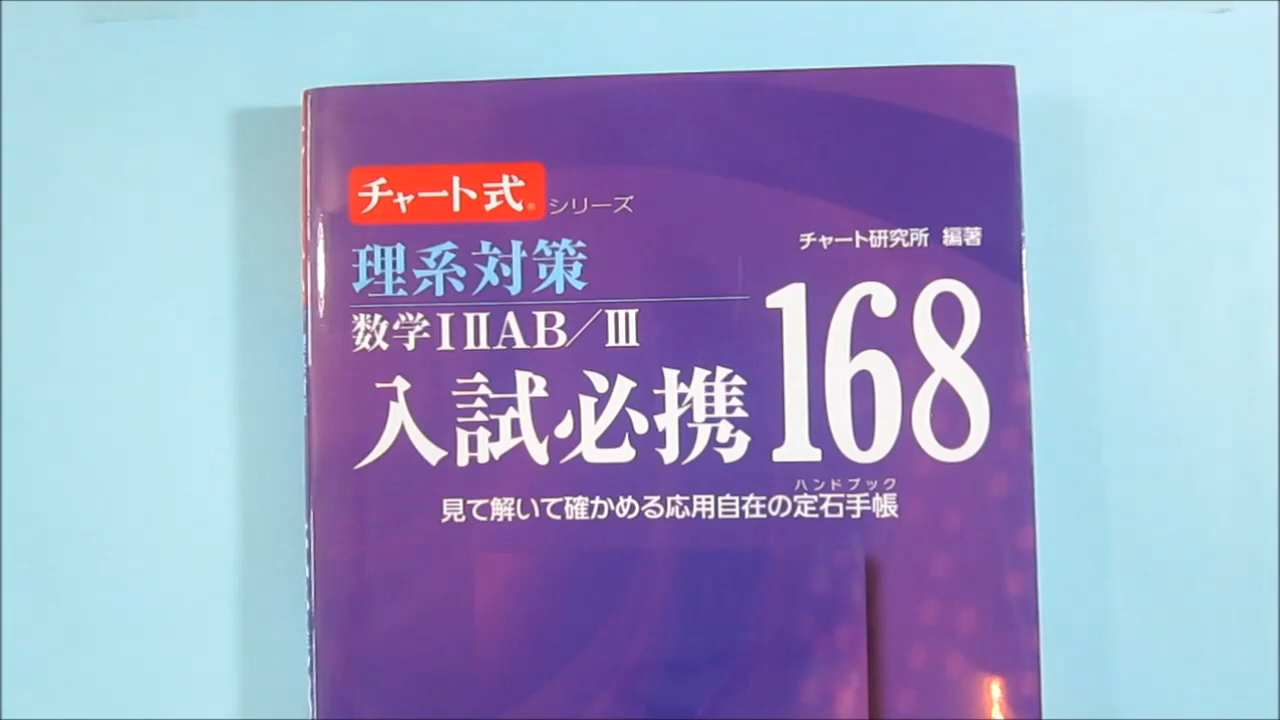 チャート式® シリーズ
チャート研究所 編著
理系対策
数学ⅠⅡAB／Ⅲ
入試必携168
ハンドブック
見て解いて確かめる応用自在の定石手帳